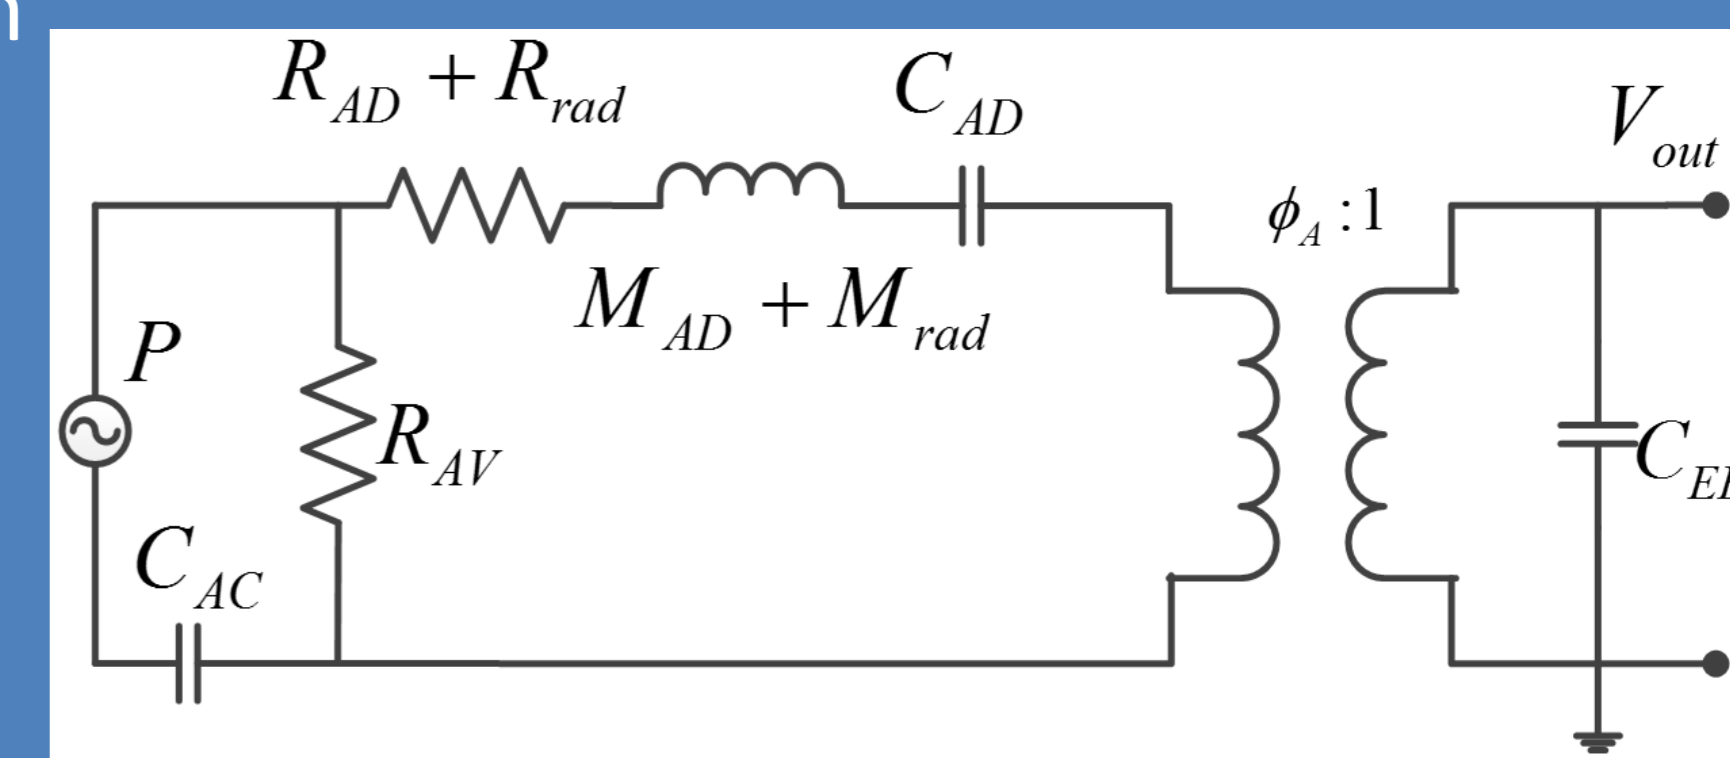 R_AD + R_rad
C_AD
V_out
ϕ_A :1
M_AD + M_rad
P
R_AV
C_AC